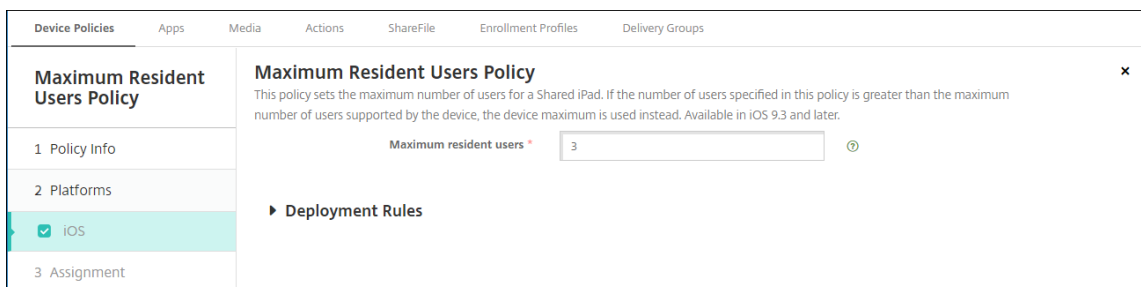 Device Policies Apps Media Actions ShareFile Enrollment Profiles Delivery Groups
Maximum Resident
Users Policy
1 Policy Info
2 Platforms
iOS
3 Assignment
Maximum Resident Users Policy
This policy sets the maximum number of users for a Shared iPad. If the number of users specified in this policy is greater than the maximum
number of users supported by the device, the device maximum is used instead. Available in iOS 9.3 and later.
Maximum resident users * 3
Deployment Rules